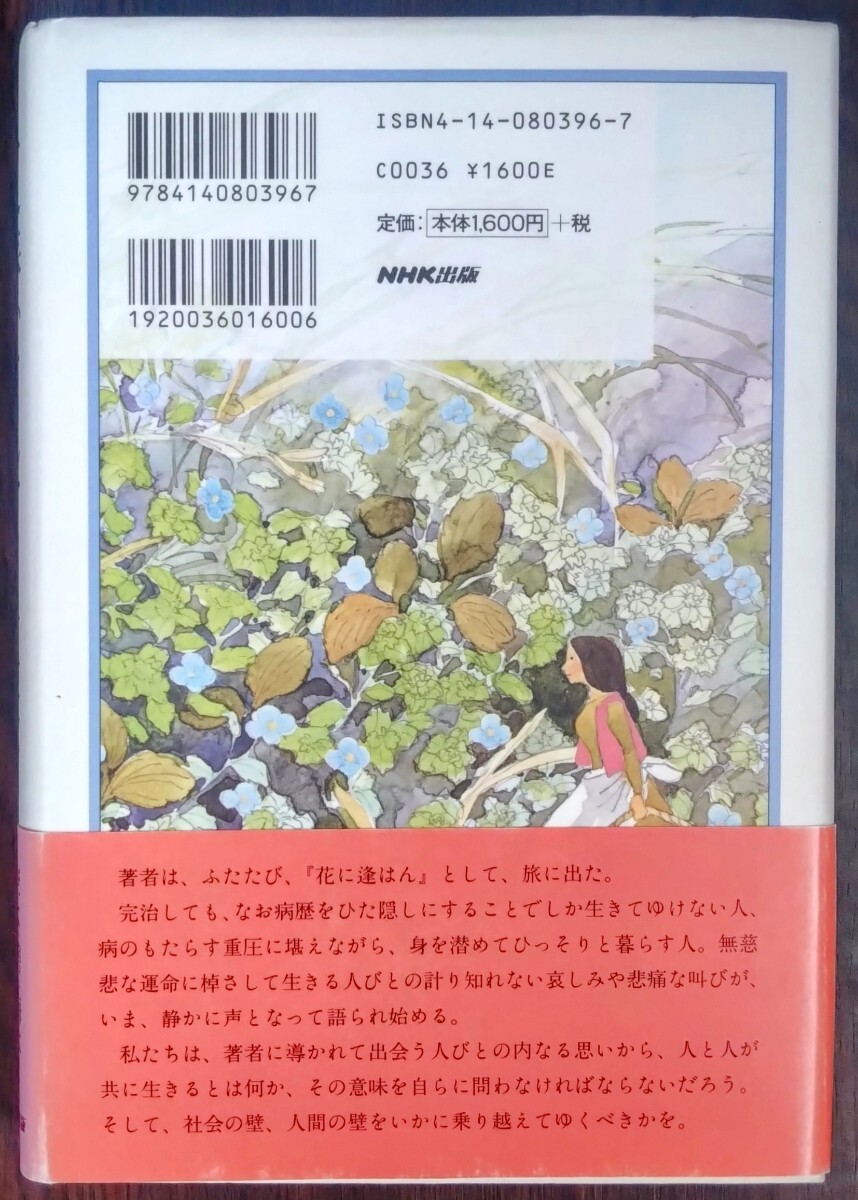 ISBN4-14-080396-7
9784140803967
C0036 ¥1600E
定価：本体1,600円+税
NHK出版
1920036016006
著者は、ふたたび、『花に逢はん』として、旅に出た。
完治しても、なお病歴をひた隠しにすることでしか生きてゆけない人、
病のもたらす重圧に堪えながら、身を潜めてひっそりと暮らす人。無慈
悲な運命に棹さして生きる人びとの計り知れない哀しみや悲痛な叫びが、
いま、静かに声となって語られ始める。
私たちは、著者に導かれて出会う人びとの内なる思いから、人と人が
共に生きるとは何か、その意味を自らに問わなければならないだろう。
そして、社会の壁、人間の壁をいかに乗り越えてゆくべきかを。